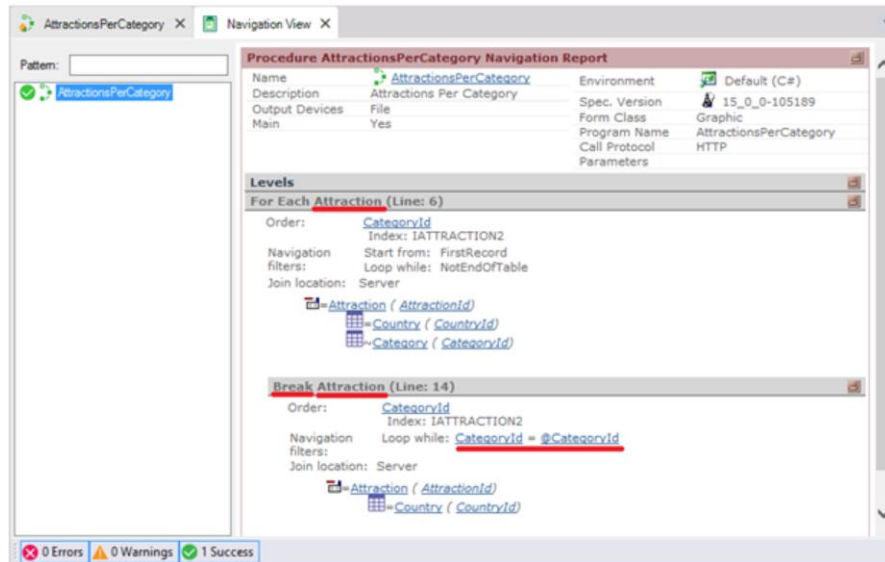 AttractionsPerCategory X Navigation View X
Pattern:
AttractionsPerCategory
Procedure AttractionsPerCategory Navigation Report
Name AttractionsPerCategory Environment Default (C#)
Description Attractions Per Category Spec. Version 15_0_0-105189
Output Devices File Form Class Graphic
Main Yes Program Name AttractionsPerCategory
Call Protocol HTTP
Parameters
Levels
For Each Attraction (Line: 6)
Order: CategoryId
Index: IATTRACTION2
Navigation Start from: FirstRecord
filters: Loop while: NotEndOfTable
Join location: Server
=Attraction ( AttractionId)
=Country ( CountryId)
~Category ( CategoryId)
Break Attraction (Line: 14)
Order: CategoryId
Index: IATTRACTION2
Navigation Loop while: CategoryId = @CategoryId
filters:
Join location: Server
=Attraction ( AttractionId)
=Country ( CountryId)
0 Errors 0 Warnings 1 Success